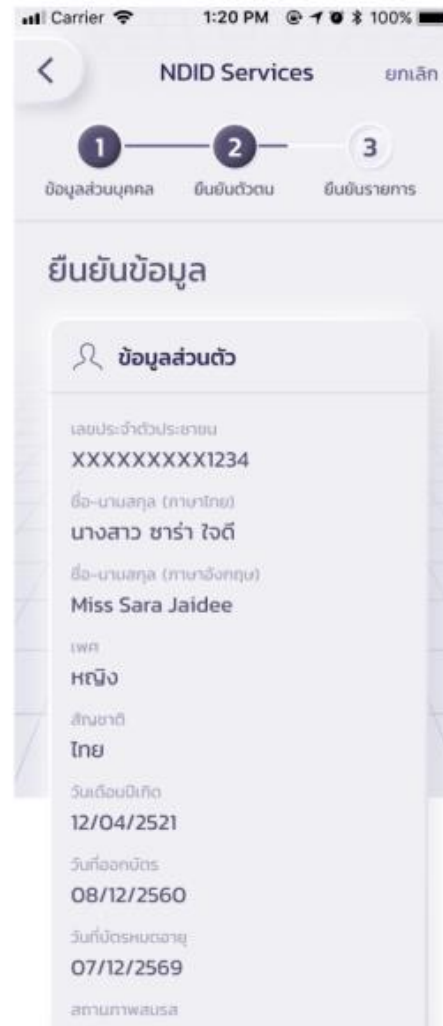 Carrier 1:20 PM 100%
NDID Services ยกเลิก
1 2 3
ข้อมูลส่วนบุคคล ยืนยันตัวตน ยืนยันรายการ
ยืนยันข้อมูล
ข้อมูลส่วนตัว
เลขประจำตัวประชาชน
XXXXXXXXX1234
ชื่อ-นามสกุล (ภาษาไทย)
นางสาว ซาร่า ใจดี
ชื่อ-นามสกุล (ภาษาอังกฤษ)
Miss Sara Jaidee
เพศ
หญิง
สัญชาติ
ไทย
วันเดือนปีเกิด
12/04/2521
วันที่ออกบัตร
08/12/2560
วันที่บัตรหมดอายุ
07/12/2569
สถานภาพสมรส